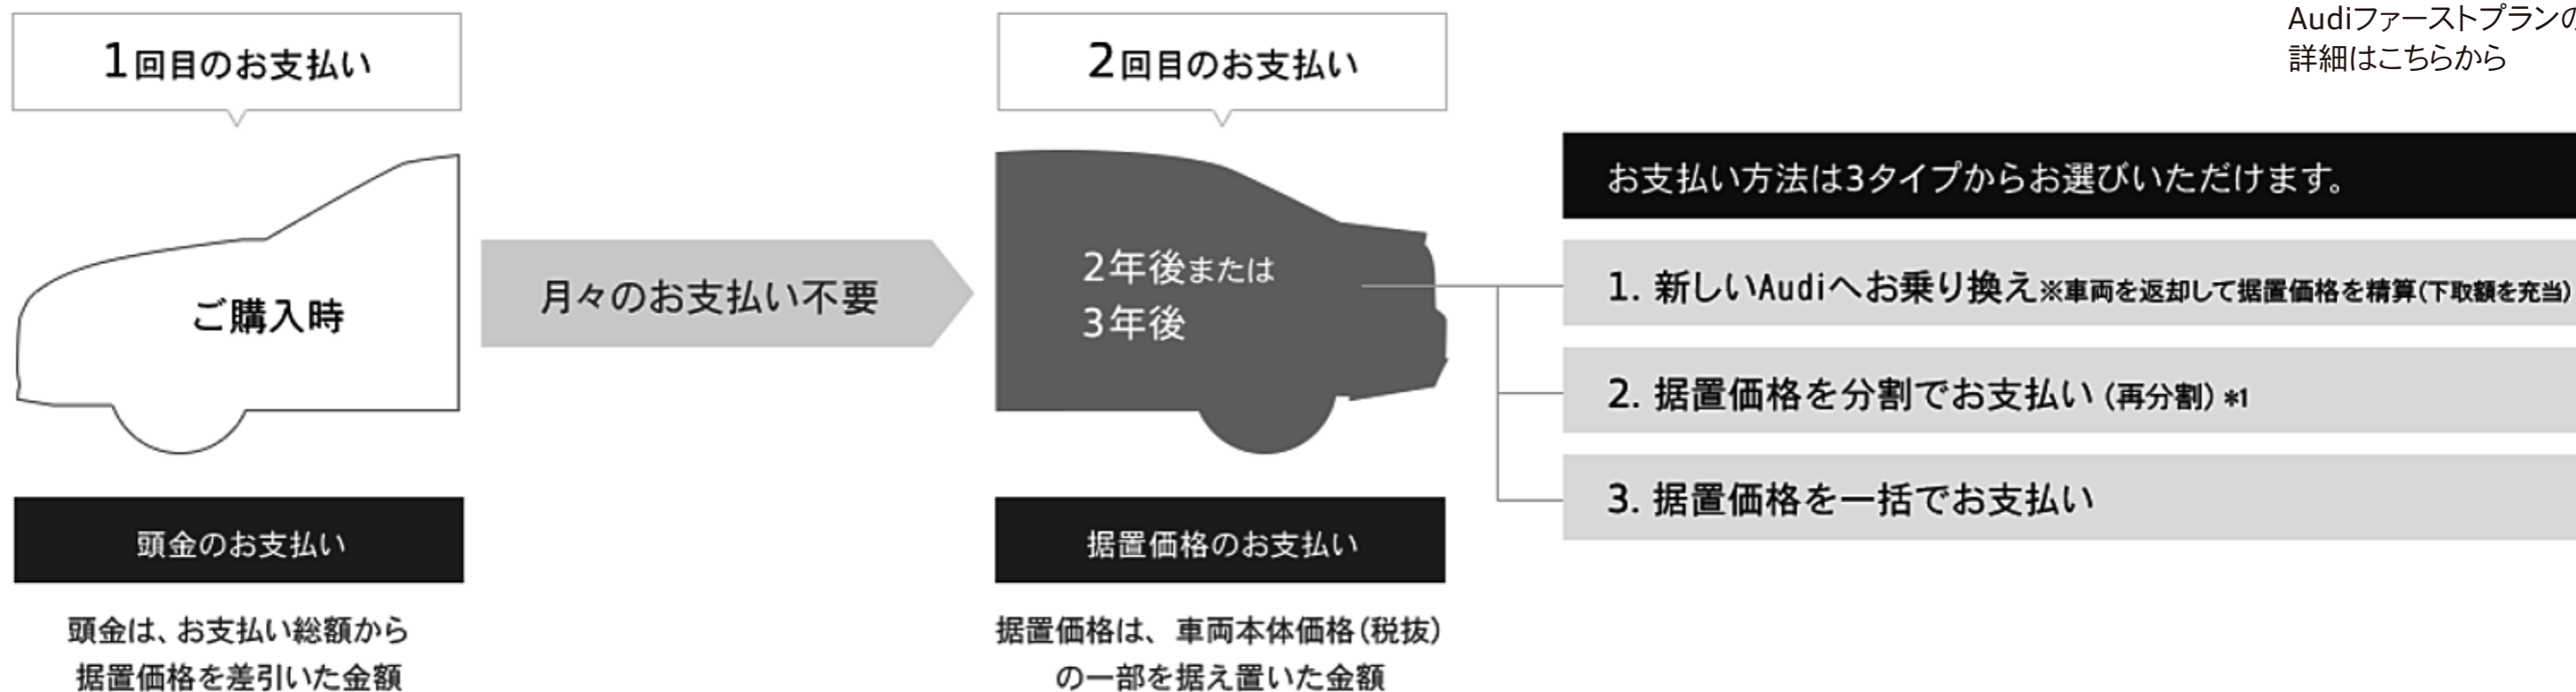 1回目のお支払い
ご購入時
頭金のお支払い
頭金は、お支払い総額から
据置価格を差引いた金額
月々のお支払い不要
2回目のお支払い
2年後または
3年後
据置価格のお支払い
据置価格は、車両本体価格(税抜)
の一部を据え置いた金額
Audiファーストプランの
詳細はこちらから
お支払い方法は3タイプからお選びいただけます。
1. 新しいAudiへお乗り換え※車両を返却して据置価格を精算(下取額を充当)
2. 据置価格を分割でお支払い(再分割)*1
3. 据置価格を一括でお支払い